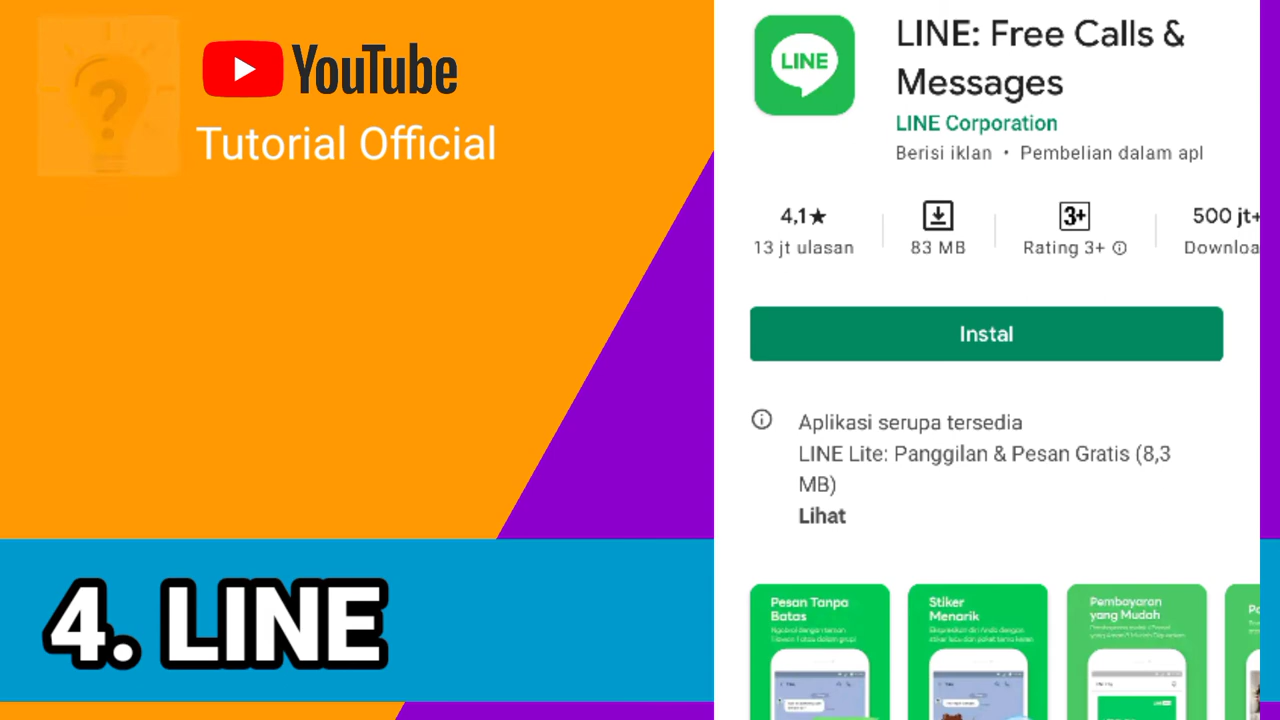 YouTube
Tutorial Official
4. LINE
LINE
LINE: Free Calls &
Messages
LINE Corporation
Berisi iklan • Pembelian dalam apl
4,1★
13 jt ulasan
83 MB
3+
Rating 3+
500 jt+
Downloa
Instal
Aplikasi serupa tersedia
LINE Lite: Panggilan & Pesan Gratis (8,3
MB)
Lihat
Pesan Tanpa
Batas
Stiker
Menarik
Pembayaran
yang Mudah